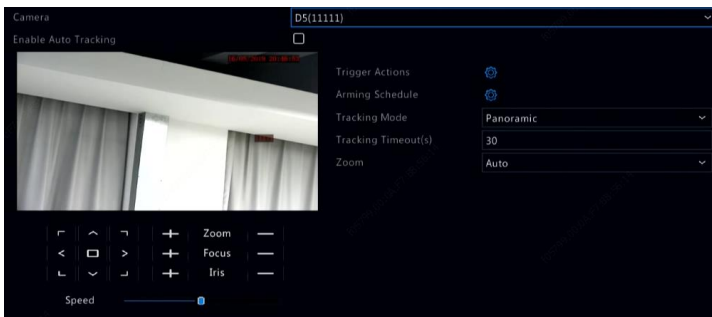 Camera
D5(11111)
Enable Auto Tracking
Trigger Actions
Arming Schedule
Tracking Mode
Panoramic
Tracking Timeout(s)
30
Zoom
Auto
Zoom
Focus
Iris
Speed